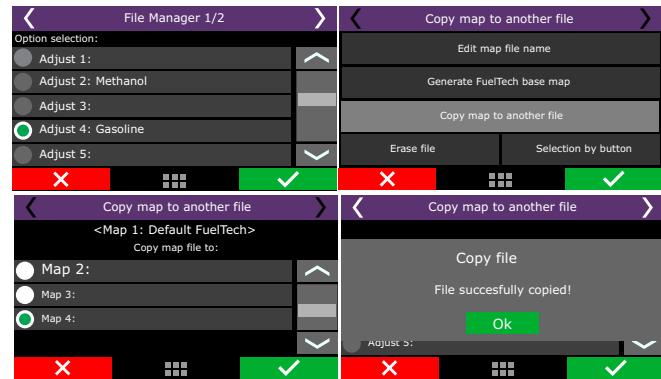 File Manager 1/2
Option selection:
Adjust 1:
Adjust 2: Methanol
Adjust 3:
Adjust 4: Gasoline
Adjust 5:
Copy map to another file
Edit map file name
Generate FuelTech base map
Copy map to another file
Erase file
Selection by button
Copy map to another file
<Map 1: Default FuelTech>
Copy map file to:
Map 2:
Map 3:
Map 4:
Copy map to another file
Copy file
File succesfully copied!
Ok
Adjust 5: